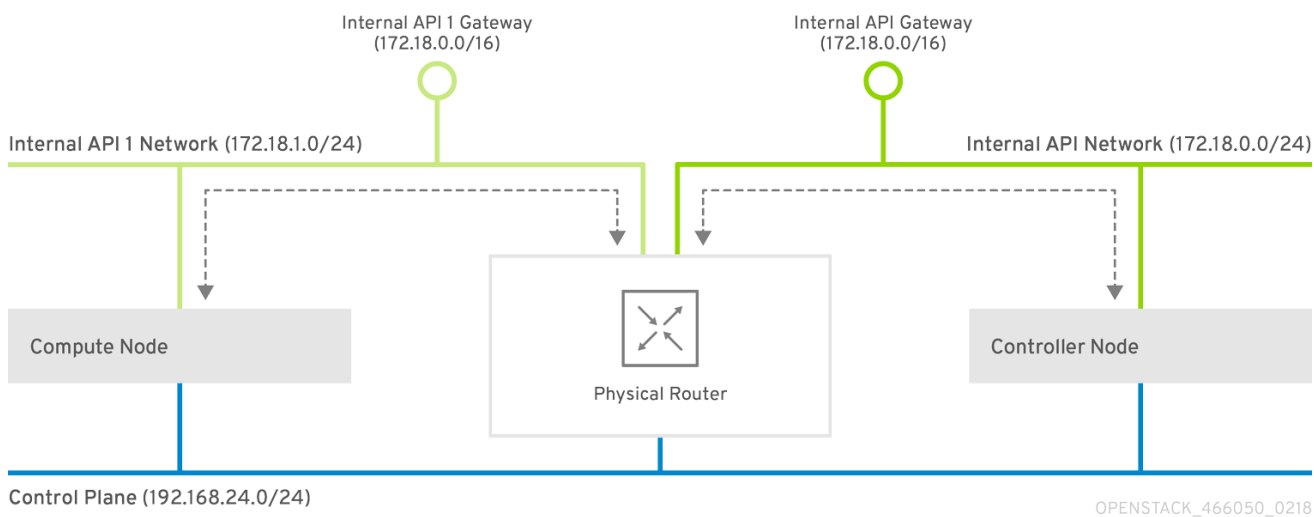 Internal API 1 Gateway
(172.18.0.0/16)
Internal API Gateway
(172.18.0.0/16)
Internal API 1 Network (172.18.1.0/24)
Internal API Network (172.18.0.0/24)
Compute Node
Physical Router
Controller Node
Control Plane (192.168.24.0/24)
OPENSTACK_466050_0218